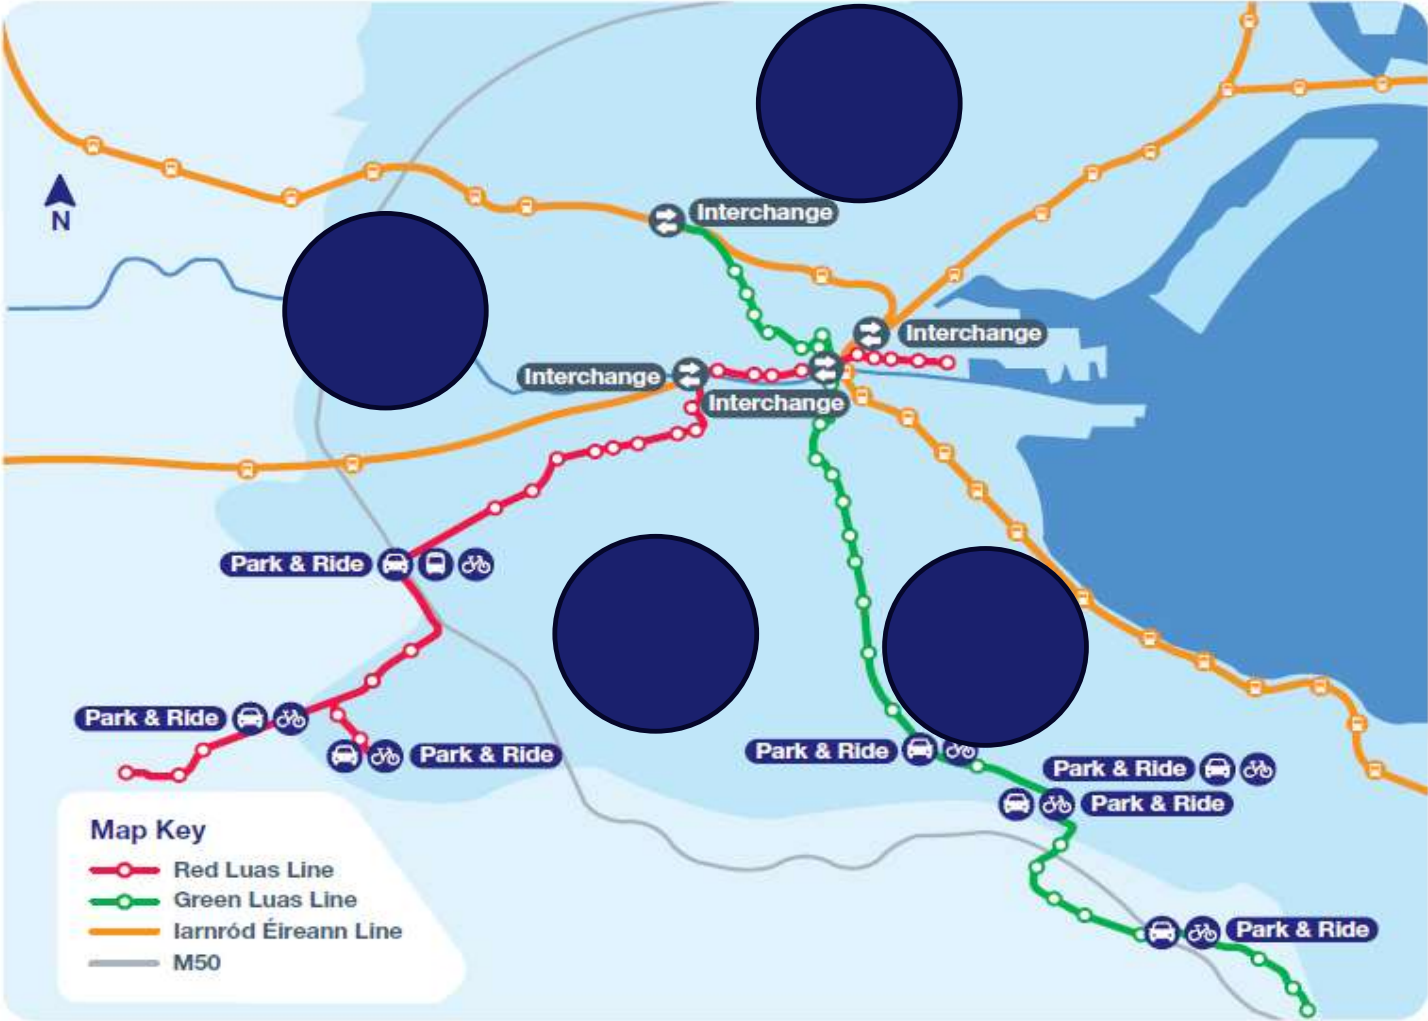 Interchange
N
Interchange
Interchange
Interchange
Park & Ride
Park & Ride
Park & Ride
Park & Ride
Park & Ride
Park & Ride
Park & Ride
Map Key
Red Luas Line
Green Luas Line
Iarnród Éireann Line
M50